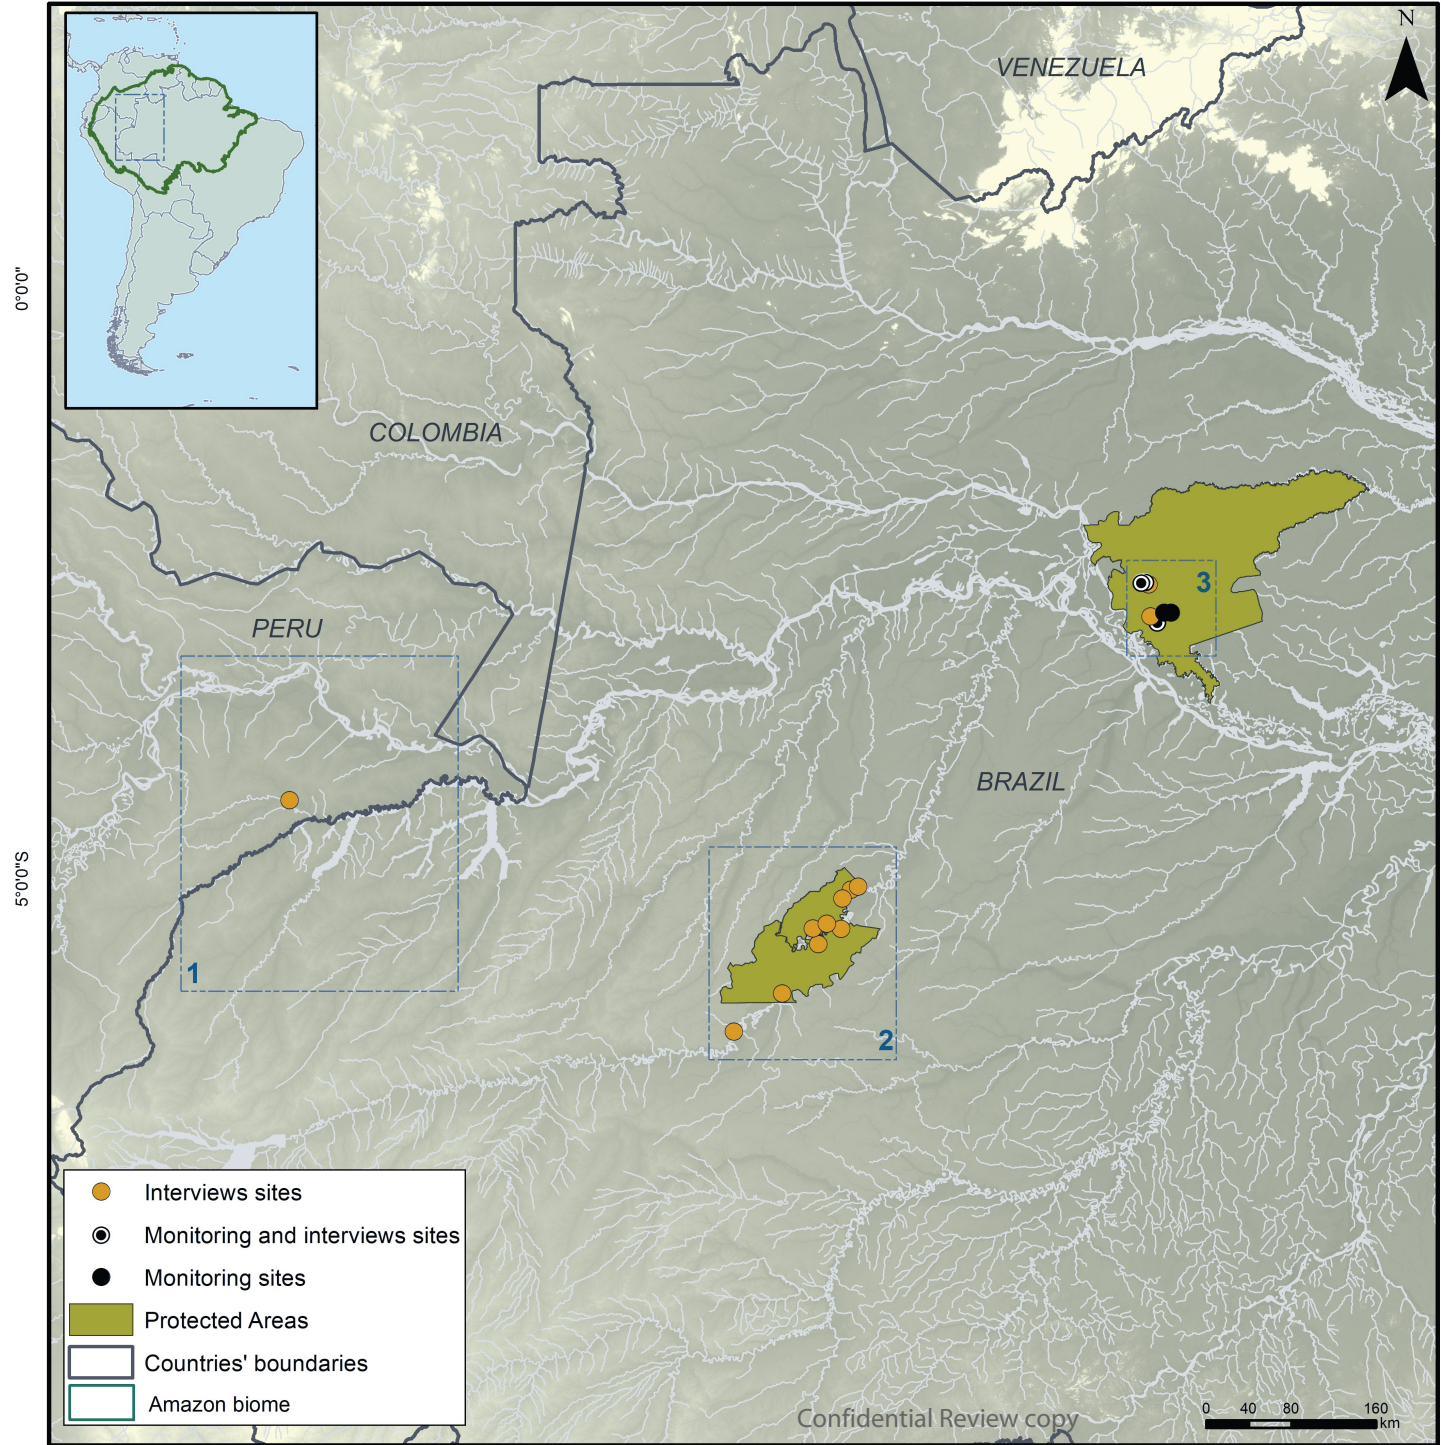 N
VENEZUELA
0°0'0"
COLOMBIA
3
PERU
BRAZIL
5°0'0"S
1
2
Interviews sites
Monitoring and interviews sites
Monitoring sites
Protected Areas
Countries' boundaries
Amazon biome
0 40 80 160
km
Confidential Review copy